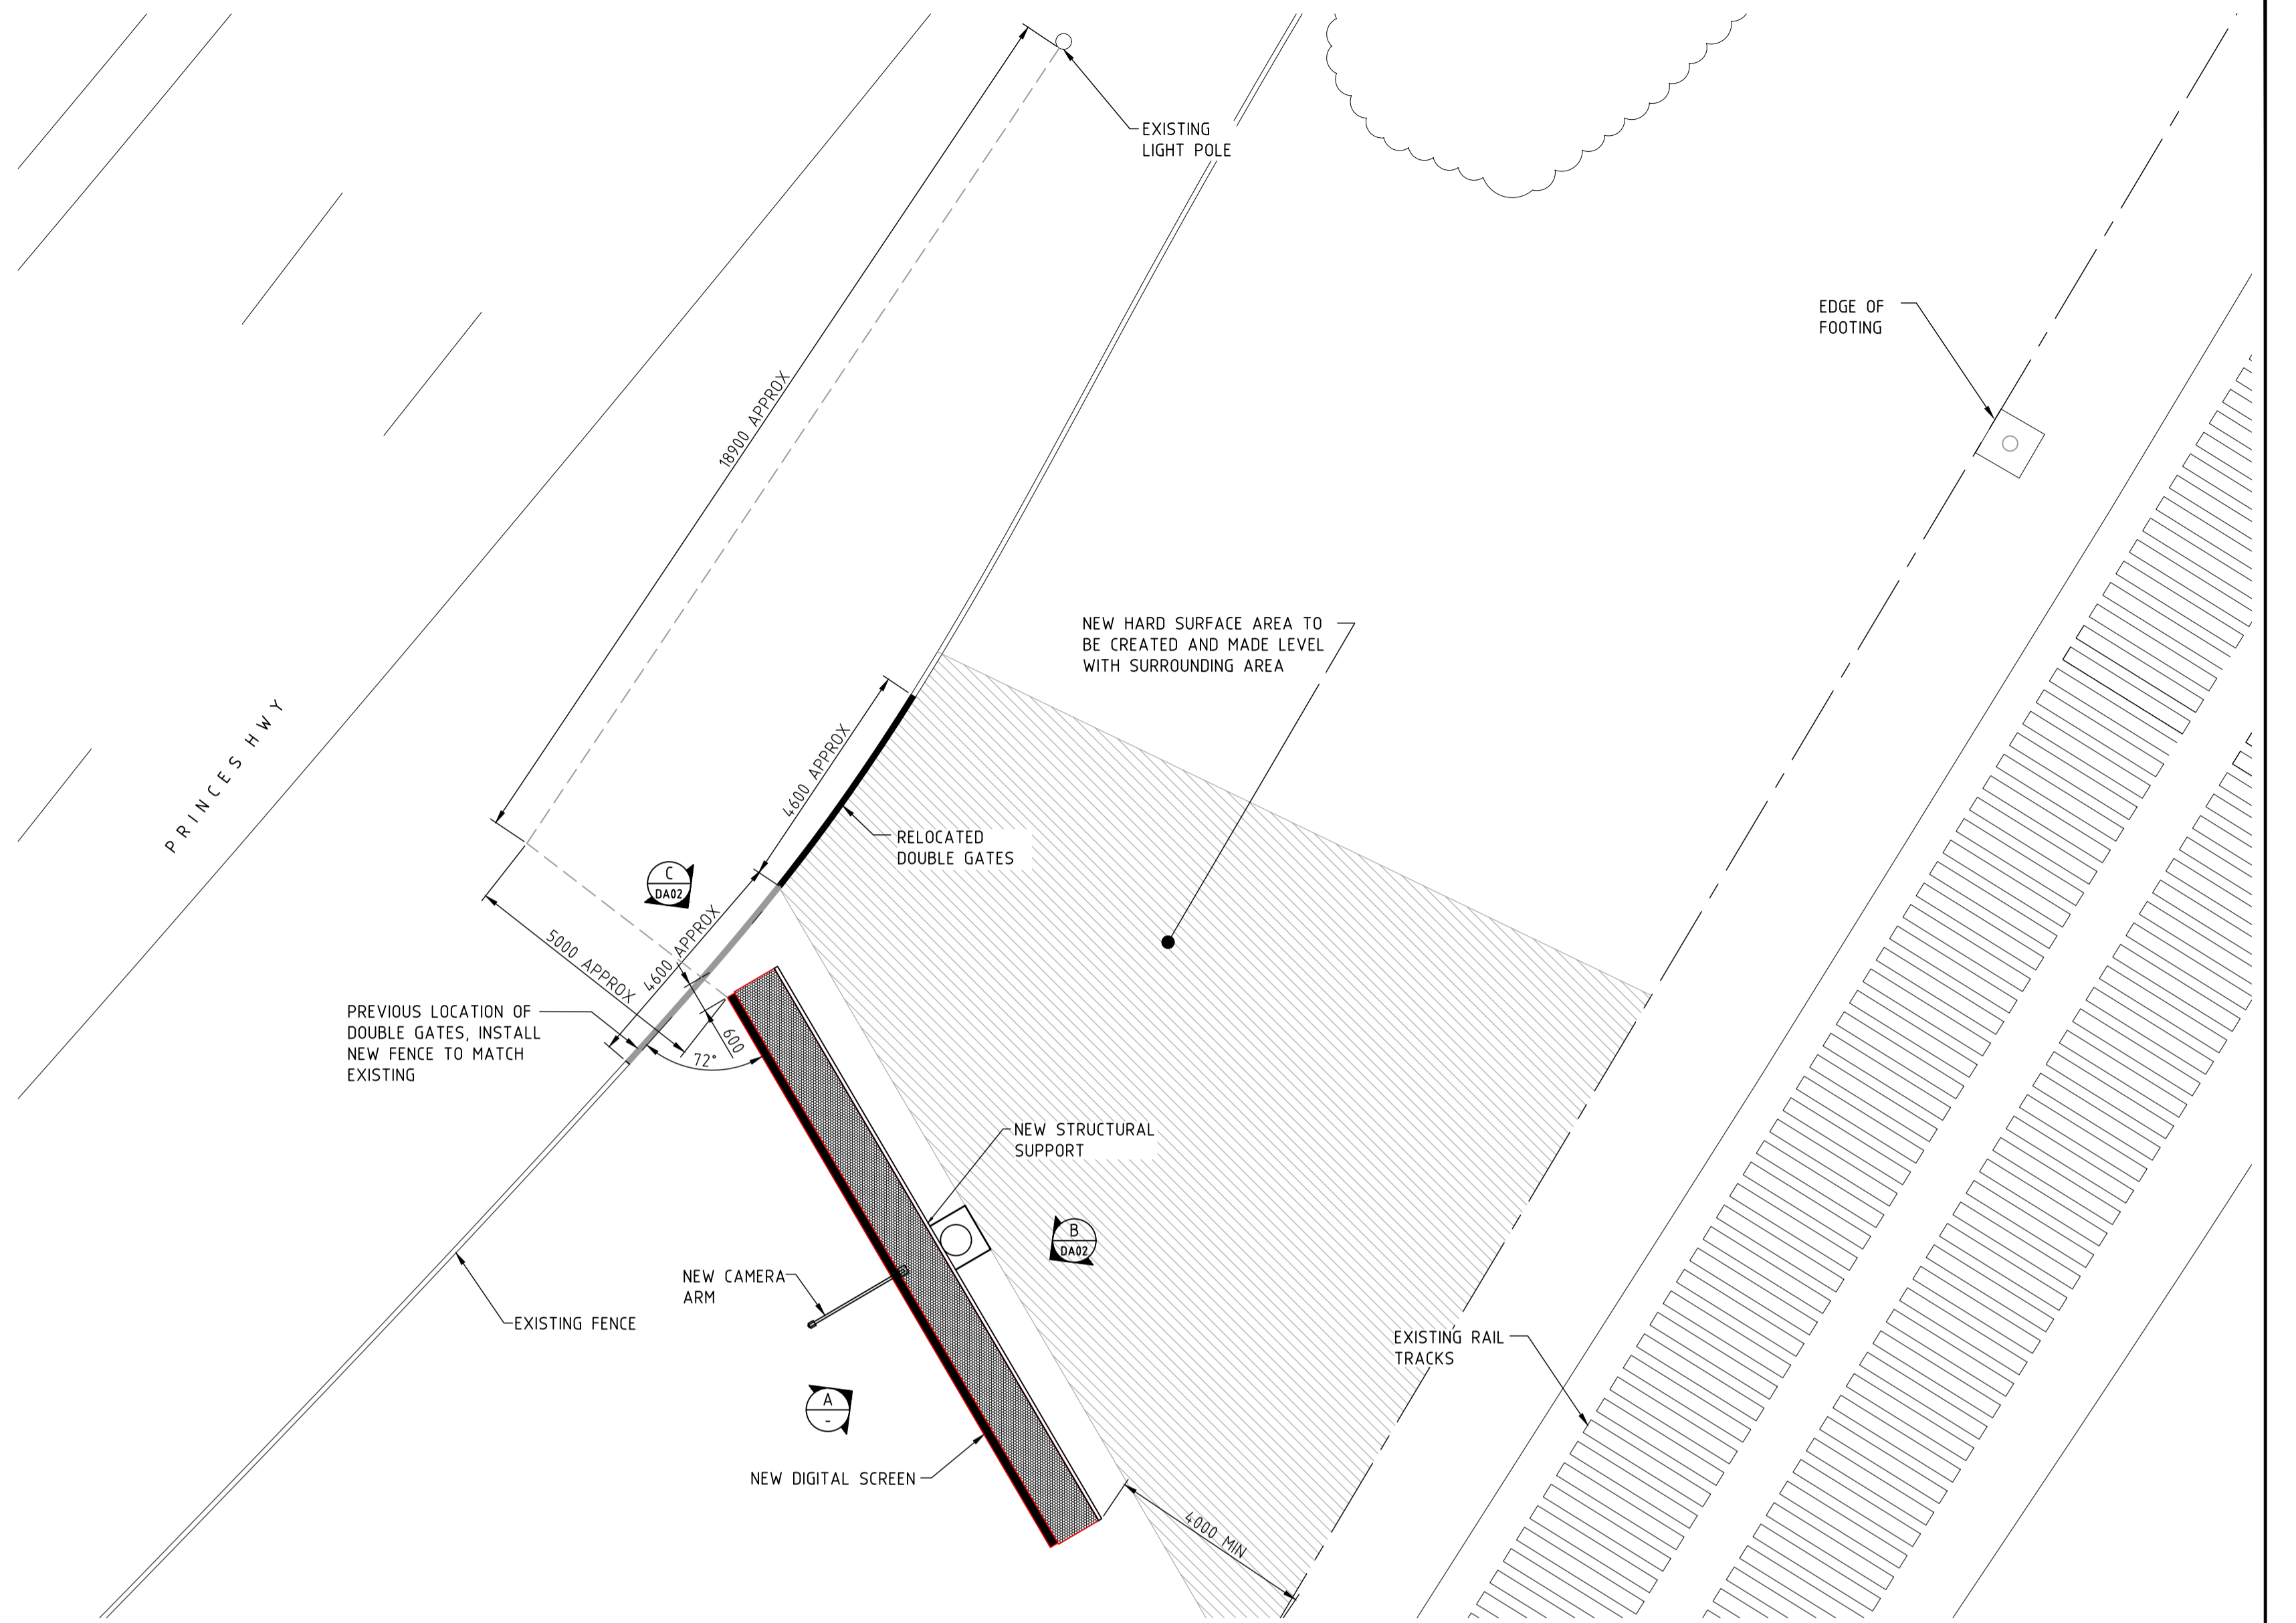 EXISTING
LIGHT POLE
EDGE OF
FOOTING
18900 APPROX
NEW HARD SURFACE AREA TO
BE CREATED AND MADE LEVEL
WITH SURROUNDING AREA
PRINCES HWY
4600 APPROX
RELOCATED
DOUBLE GATES
C
DA02
4600 APPROX
5000 APPROX
PREVIOUS LOCATION OF
DOUBLE GATES, INSTALL
NEW FENCE TO MATCH
EXISTING
600
72°
NEW STRUCTURAL
SUPPORT
B
DA02
NEW CAMERA
ARM
EXISTING FENCE
EXISTING RAIL
TRACKS
A
-
NEW DIGITAL SCREEN
4000 MIN